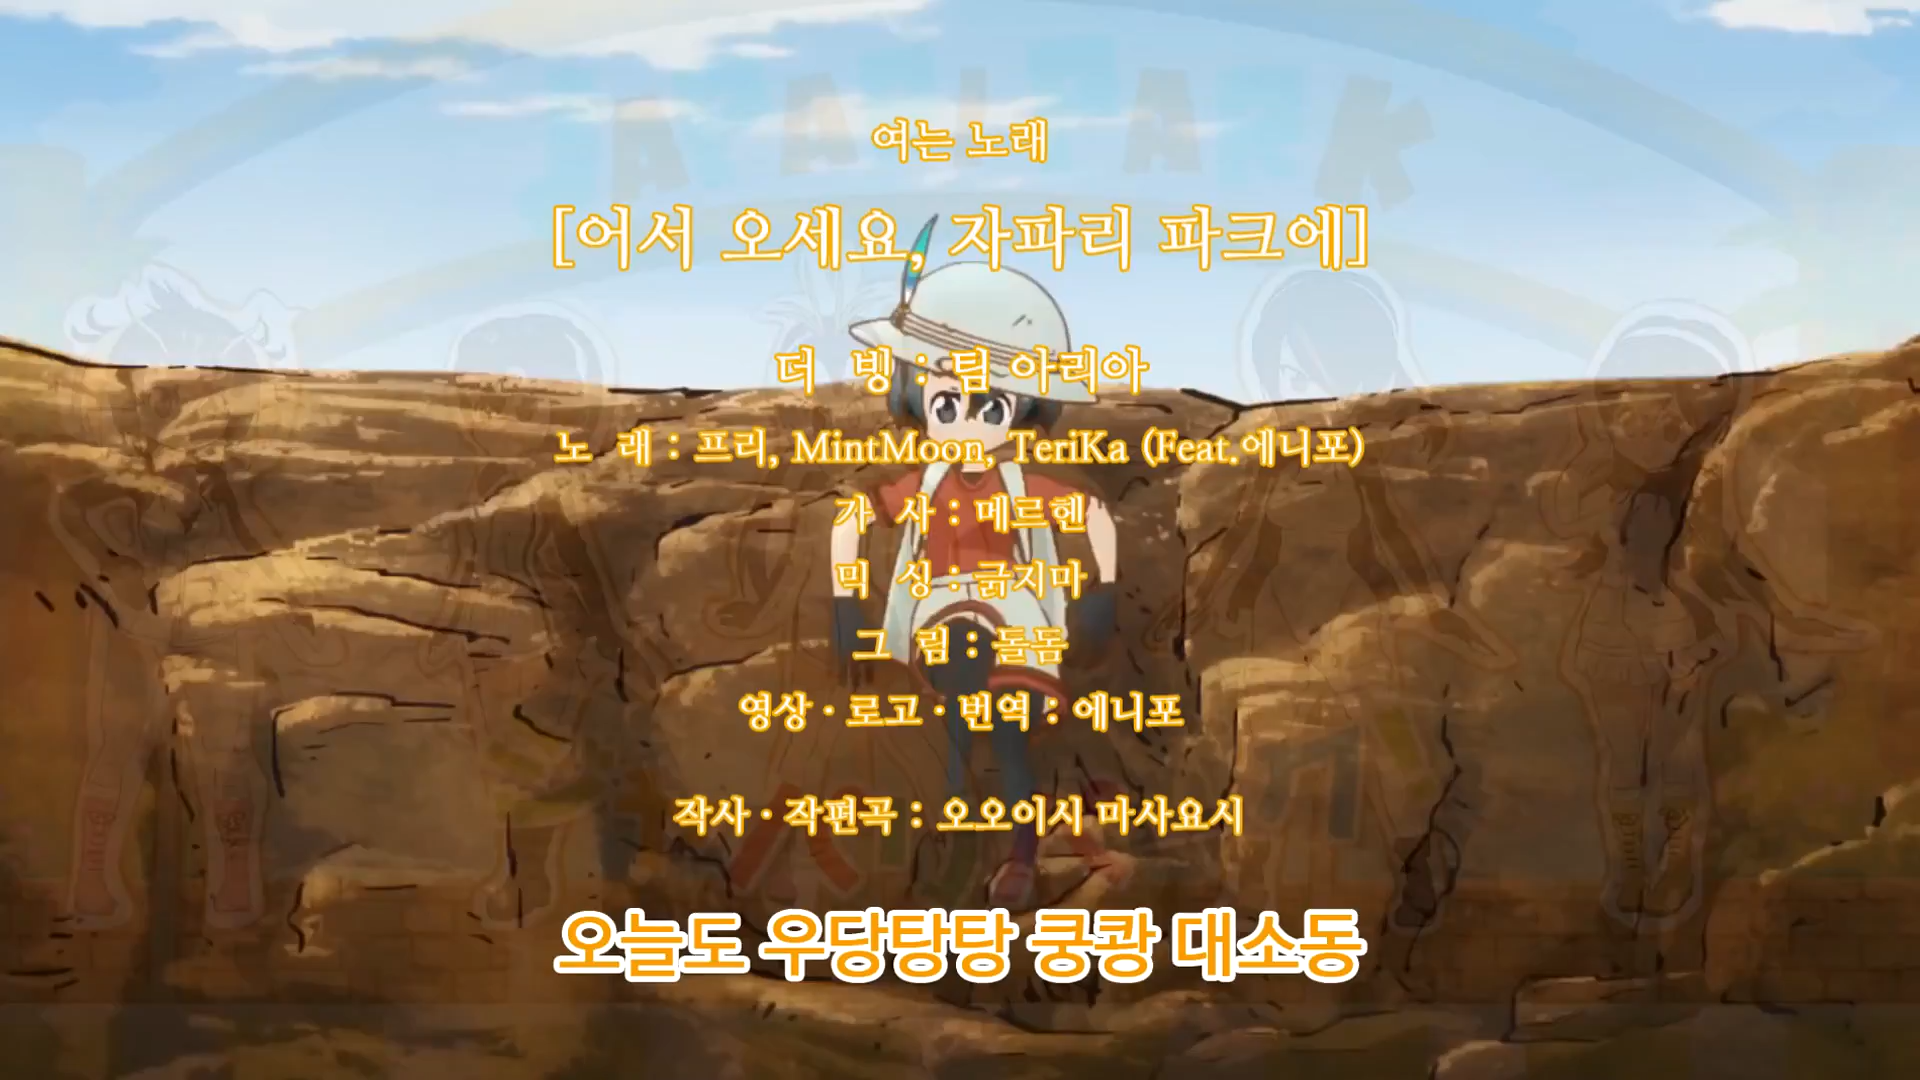 여는 노래
[어서 오세요, 자파리 파크에]
더 빙 : 팀 아리아
노 래 : 프리, MintMoon, TeriKa (Feat.에니포)
가 사 : 메르헨
믹 싱 : 긁지마
그 림 : 돌돔
영상 · 로고 · 번역 : 에니포
작사 · 작편곡 : 오오이시 마사요시
오늘도 우당탕탕 쿵쾅 대소동